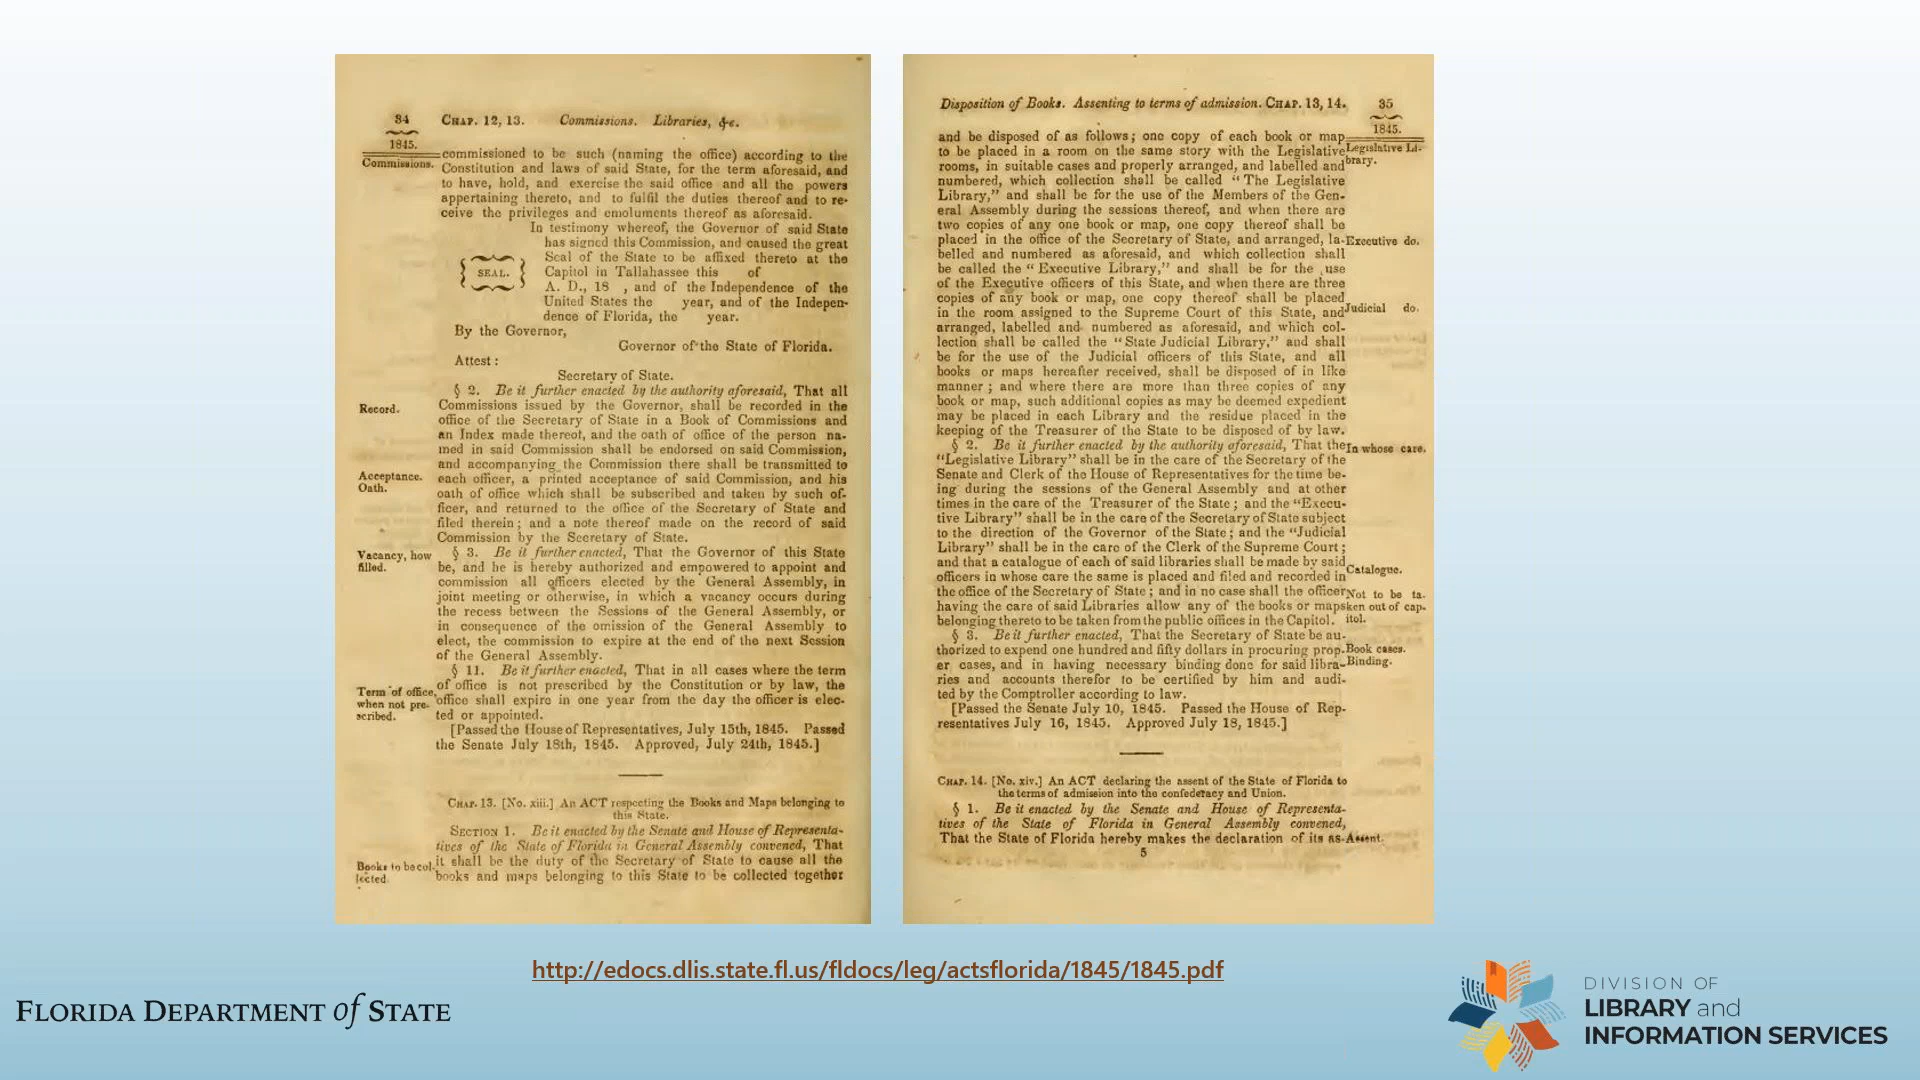 34 CHAP. 12, 13. Commissions. Libraries, &c.
1845.
Commissions.
commissioned to be such (naming the office) according to the
Constitution and laws of said State, for the term aforesaid, and
to have, hold, and exercise the said office and all the powers
appertaining thereto, and to fulfil the duties thereof and to re-
ceive the privileges and emoluments thereof as aforesaid.
In testimony whereof, the Governor of said State
has signed this Commission, and caused the great
Seal of the State to be affixed thereto at the
SEAL. Capitol in Tallahassee this of
A. D., 18 , and of the Independence of the
United States the year, and of the Indepen-
dence of Florida, the year.
By the Governor,
Governor of the State of Florida.
Attest :
Secretary of State.
§ 2. Be it further enacted by the authority aforesaid, That all
Record. Commissions issued by the Governor, shall be recorded in the
office of the Secretary of State in a Book of Commissions and
an Index made thereof, and the oath of office of the person na-
med in said Commission shall be endorsed on said Commission,
and accompanying the Commission there shall be transmitted to
Acceptance. each officer, a printed acceptance of said Commission, and his
Oath. oath of office which shall be subscribed and taken by such of-
ficer, and returned to the office of the Secretary of State and
filed therein ; and a note thereof made on the record of said
Commission by the Secretary of State.
Vacancy, how § 3. Be it further enacted, That the Governor of this State
filled. be, and he is hereby authorized and empowered to appoint and
commission all officers elected by the General Assembly, in
joint meeting or otherwise, in which a vacancy occurs during
the recess between the Sessions of the General Assembly, or
in consequence of the omission of the General Assembly to
elect, the commission to expire at the end of the next Session
of the General Assembly.
§ 11. Be it further enacted, That in all cases where the term
Term of office, of office is not prescribed by the Constitution or by law, the
when not pre- office shall expire in one year from the day the officer is elec-
scribed. ted or appointed.
[Passed the House of Representatives, July 15th, 1845. Passed
the Senate July 18th, 1845. Approved, July 24th, 1845.]
CHAP. 13. [No. xiii.] An ACT respecting the Books and Maps belonging to
this State.
SECTION 1. Be it enacted by the Senate and House of Representa-
tives of the State of Florida in General Assembly convened, That
Books to be col- it shall be the duty of the Secretary of State to cause all the
lected. books and maps belonging to this State to be collected together
Disposition of Books. Assenting to terms of admission. CHAP. 13, 14. 35
1845.
and be disposed of as follows ; one copy of each book or map
to be placed in a room on the same story with the Legislative Legislative Li-
rooms, in suitable cases and properly arranged, and labelled and brary.
numbered, which collection shall be called “ The Legislative
Library,” and shall be for the use of the Members of the Gen-
eral Assembly during the sessions thereof, and when there are
two copies of any one book or map, one copy thereof shall be
placed in the office of the Secretary of State, and arranged, la- Executive do.
belled and numbered as aforesaid, and which collection shall
be called the “ Executive Library,” and shall be for the use
of the Executive officers of this State, and when there are three
copies of any book or map, one copy thereof shall be placed
in the room assigned to the Supreme Court of this State, and Judicial do.
arranged, labelled and numbered as aforesaid, and which col-
lection shall be called the “ State Judicial Library,” and shall
be for the use of the Judicial officers of this State, and all
books or maps hereafter received, shall be disposed of in like
manner ; and where there are more than three copies of any
book or map, such additional copies as may be deemed expedient
may be placed in each Library and the residue placed in the
keeping of the Treasurer of the State to be disposed of by law.
§ 2. Be it further enacted by the authority aforesaid, That the In whose care.
“Legislative Library” shall be in the care of the Secretary of the
Senate and Clerk of the House of Representatives for the time be-
ing during the sessions of the General Assembly and at other
times in the care of the Treasurer of the State ; and the “Execu-
tive Library” shall be in the care of the Secretary of State subject
to the direction of the Governor of the State ; and the “Judicial
Library” shall be in the care of the Clerk of the Supreme Court ;
and that a catalogue of each of said libraries shall be made by said
officers in whose care the same is placed and filed and recorded in Catalogue.
the office of the Secretary of State ; and in no case shall the officer Not to be ta-
having the care of said Libraries allow any of the books or maps ken out of cap-
belonging thereto to be taken from the public offices in the Capitol. itol.
§ 3. Be it further enacted, That the Secretary of State be au-
thorized to expend one hundred and fifty dollars in procuring prop- Book cases.
er cases, and in having necessary binding done for said libra- Binding.
ries and accounts therefor to be certified by him and audi-
ted by the Comptroller according to law.
[Passed the Senate July 10, 1845. Passed the House of Rep-
resentatives July 16, 1845. Approved July 18, 1845.]
CHAP. 14. [No. xiv.] An ACT declaring the assent of the State of Florida to
the terms of admission into the confederacy and Union.
§ 1. Be it enacted by the Senate and House of Representa-
tives of the State of Florida in General Assembly convened,
That the State of Florida hereby makes the declaration of its as- Assent.
5
http://edocs.dlis.state.fl.us/fldocs/leg/actsflorida/1845/1845.pdf
FLORIDA DEPARTMENT of STATE
DIVISION OF
LIBRARY and
INFORMATION SERVICES